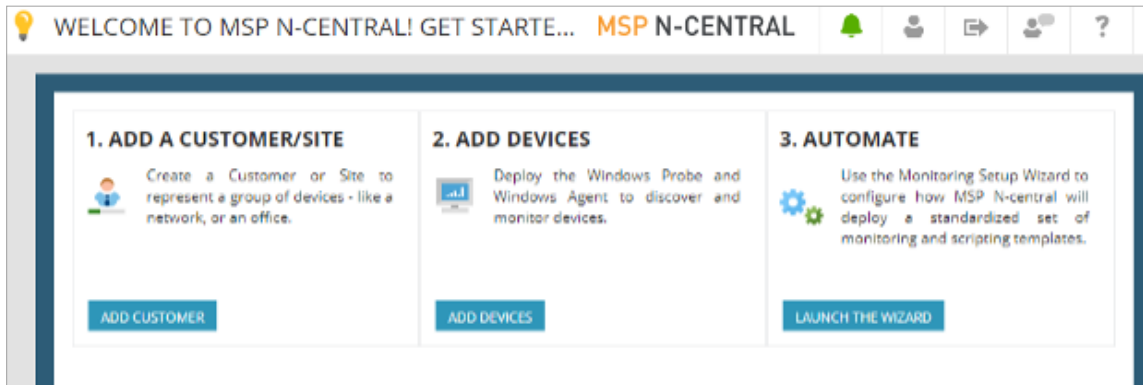 WELCOME TO MSP N-CENTRAL! GET STARTE... MSP N-CENTRAL ?
1. ADD A CUSTOMER/SITE
Create a Customer or Site to
represent a group of devices - like a
network, or an office.
ADD CUSTOMER
2. ADD DEVICES
Deploy the Windows Probe and
Windows Agent to discover and
monitor devices.
ADD DEVICES
3. AUTOMATE
Use the Monitoring Setup Wizard to
configure how MSP N-central will
deploy a standardized set of
monitoring and scripting templates.
LAUNCH THE WIZARD